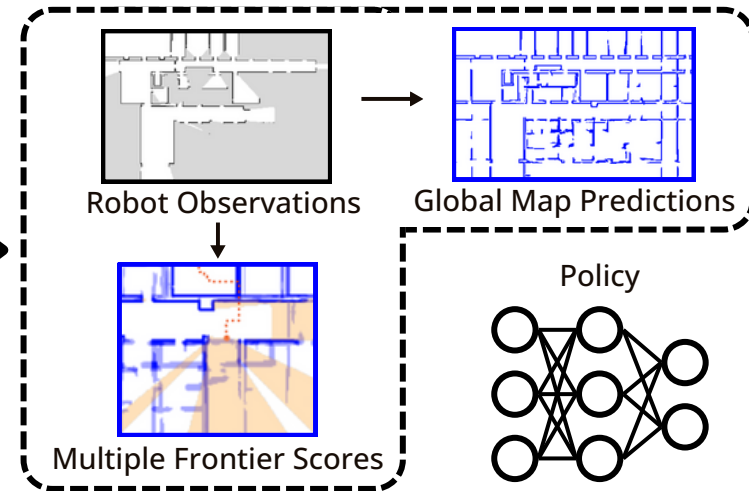 Robot Observations
Global Map Predictions
Multiple Frontier Scores
Policy